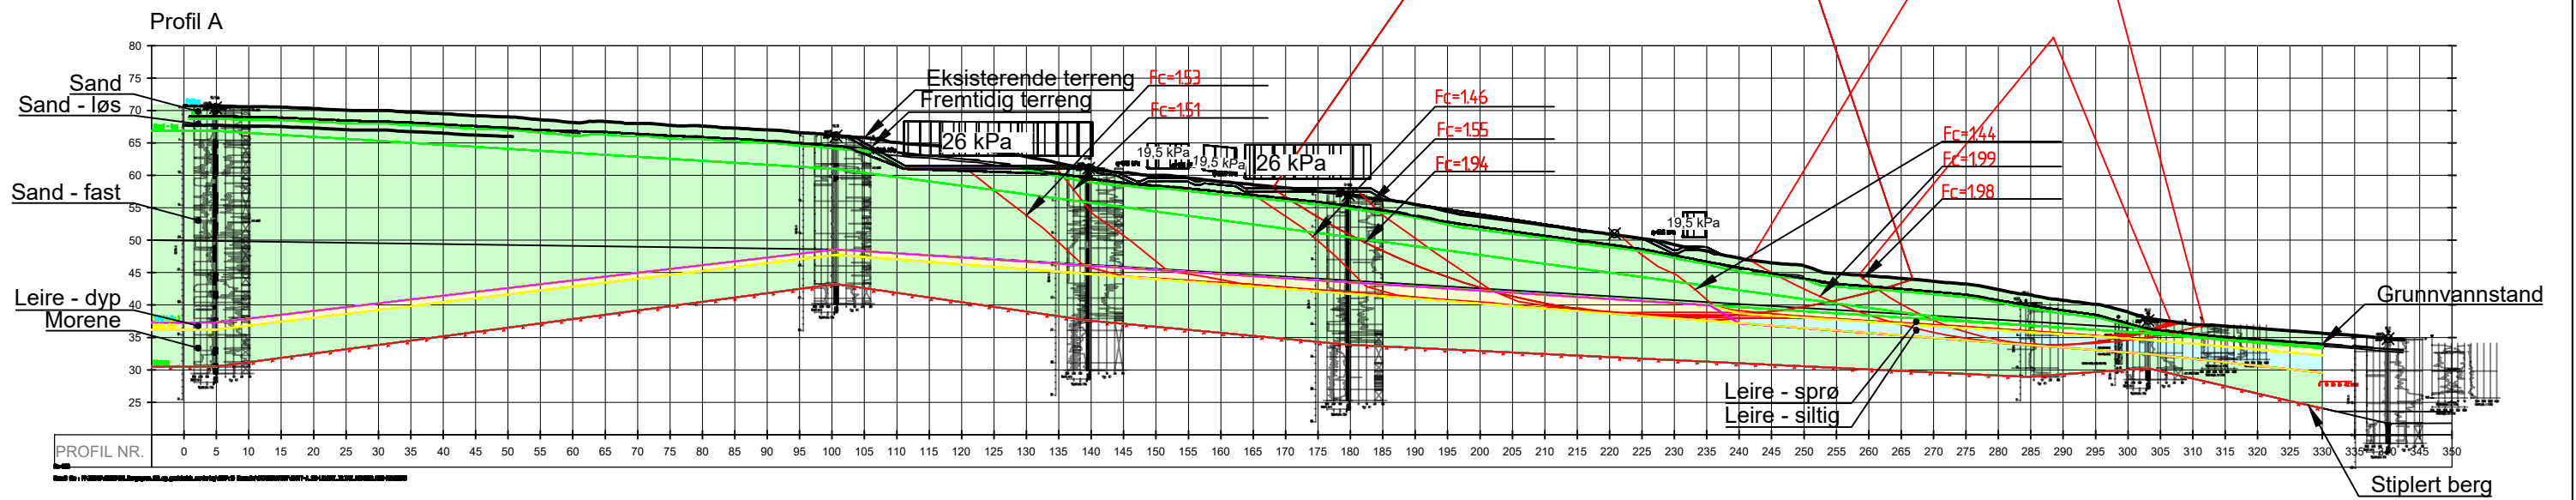 Profil A
80
75
70
65
60
55
50
45
40
35
30
25
Sand
Sand - løs
Sand - fast
Leire - dyp
Morene
Eksisterende terreng
Fremtidig terreng
26 kPa
Fc=1.53
Fc=1.51
19,5 kPa
19,5 kPa
26 kPa
Fc=1.46
Fc=1.55
Fc=1.94
19,5 kPa
Fc=1.44
Fc=1.99
Fc=1.98
Grunnvannstand
Leire - sprø
Leire - siltig
Stiplert berg
PROFIL NR.
0 5 10 15 20 25 30 35 40 45 50 55 60 65 70 75 80 85 90 95 100 105 110 115 120 125 130 135 140 145 150 155 160 165 170 175 180 185 190 195 200 205 210 215 220 225 230 235 240 245 250 255 260 265 270 275 280 285 290 295 300 305 310 315 320 325 330 335 340 345 350